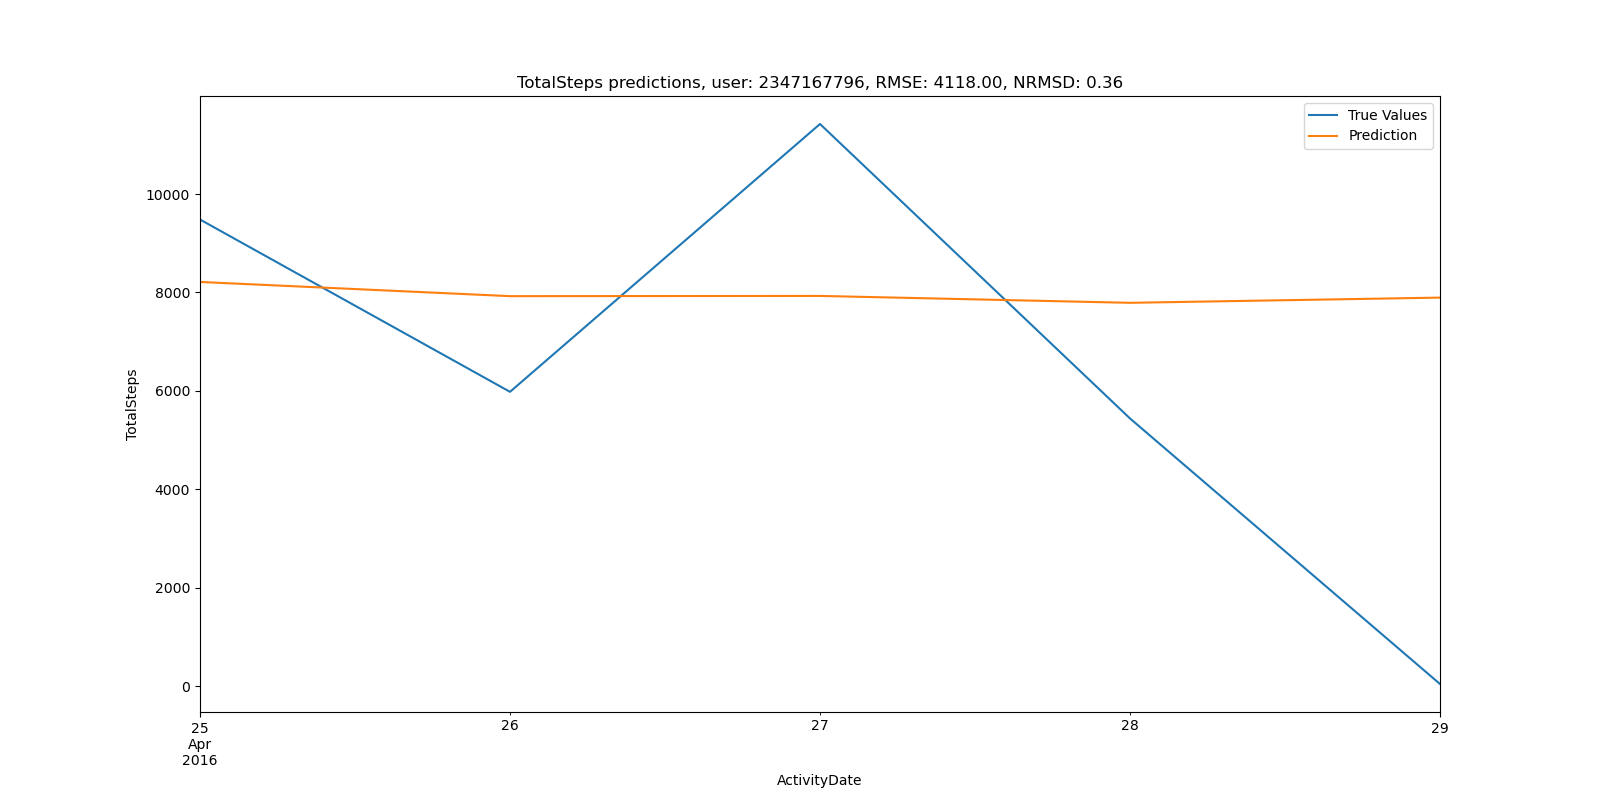 TotalSteps predictions, user: 2347167796, RMSE: 4118.00, NRMSD: 0.36
True Values
Prediction
10000
8000
6000
4000
2000
0
TotalSteps
25
Apr
2016
26
27
28
29
ActivityDate